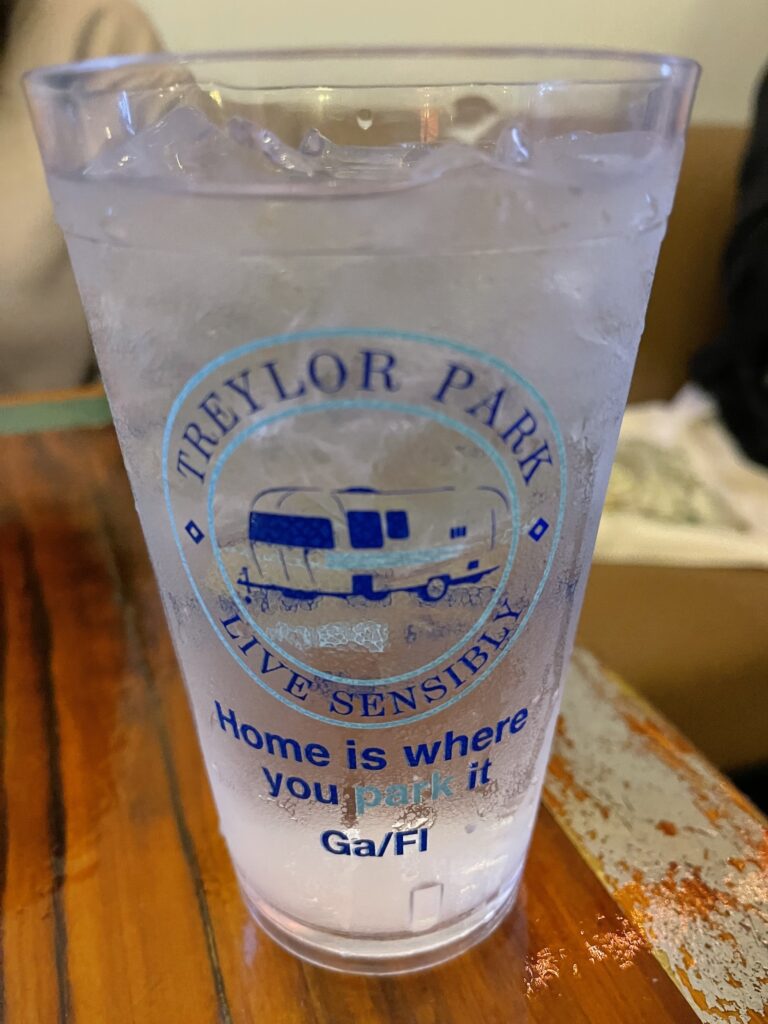 TREYLOR PARK
LIVE SENSIBLY
Home is where
you park it
Ga/Fl